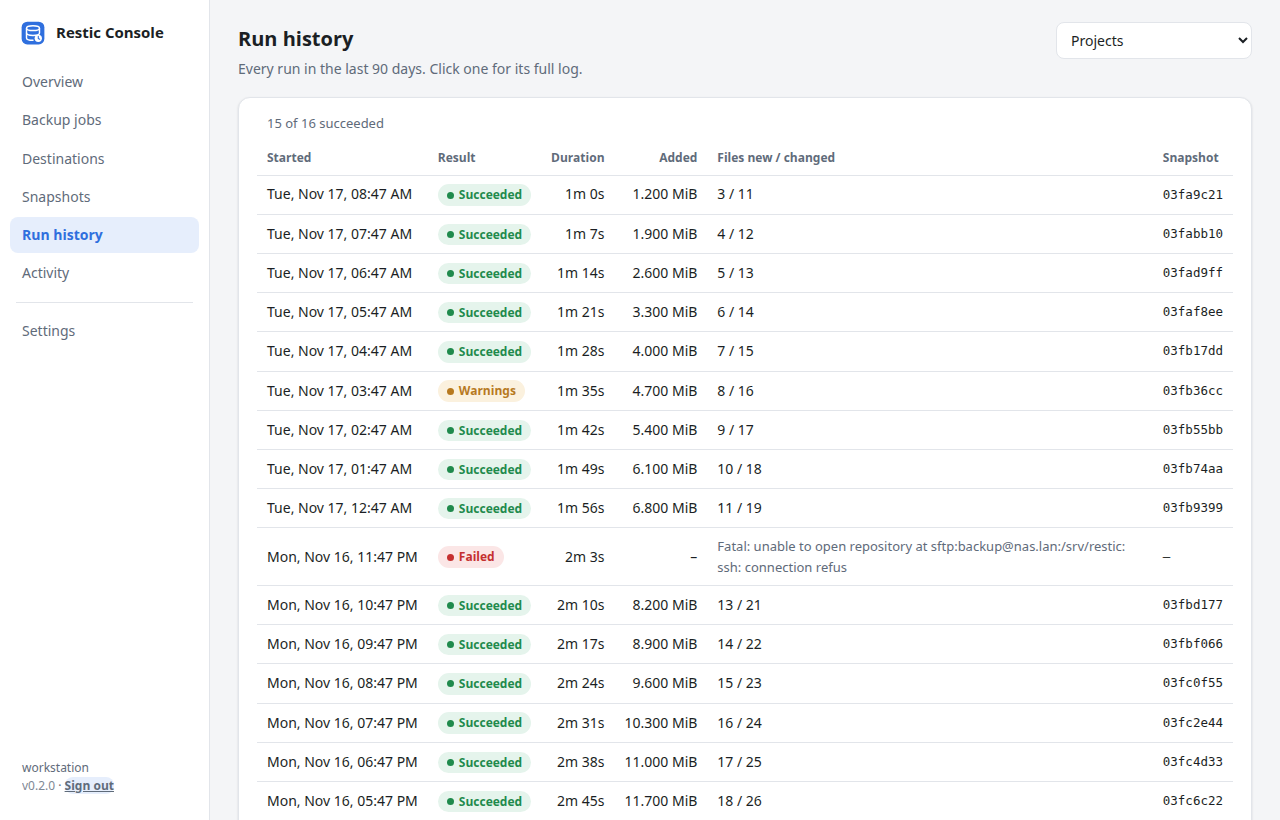 Restic Console
Overview
Backup jobs
Destinations
Snapshots
Run history
Activity
Settings
workstation
v0.2.0 · Sign out
Run history
Projects
Every run in the last 90 days. Click one for its full log.
15 of 16 succeeded
Started Result Duration Added Files new / changed Snapshot
Tue, Nov 17, 08:47 AM Succeeded 1m 0s 1.200 MiB 3 / 11 03fa9c21
Tue, Nov 17, 07:47 AM Succeeded 1m 7s 1.900 MiB 4 / 12 03fabb10
Tue, Nov 17, 06:47 AM Succeeded 1m 14s 2.600 MiB 5 / 13 03fad9ff
Tue, Nov 17, 05:47 AM Succeeded 1m 21s 3.300 MiB 6 / 14 03faf8ee
Tue, Nov 17, 04:47 AM Succeeded 1m 28s 4.000 MiB 7 / 15 03fb17dd
Tue, Nov 17, 03:47 AM Warnings 1m 35s 4.700 MiB 8 / 16 03fb36cc
Tue, Nov 17, 02:47 AM Succeeded 1m 42s 5.400 MiB 9 / 17 03fb55bb
Tue, Nov 17, 01:47 AM Succeeded 1m 49s 6.100 MiB 10 / 18 03fb74aa
Tue, Nov 17, 12:47 AM Succeeded 1m 56s 6.800 MiB 11 / 19 03fb9399
Mon, Nov 16, 11:47 PM Failed 2m 3s – Fatal: unable to open repository at sftp:backup@nas.lan:/srv/restic: –
ssh: connection refus
Mon, Nov 16, 10:47 PM Succeeded 2m 10s 8.200 MiB 13 / 21 03fbd177
Mon, Nov 16, 09:47 PM Succeeded 2m 17s 8.900 MiB 14 / 22 03fbf066
Mon, Nov 16, 08:47 PM Succeeded 2m 24s 9.600 MiB 15 / 23 03fc0f55
Mon, Nov 16, 07:47 PM Succeeded 2m 31s 10.300 MiB 16 / 24 03fc2e44
Mon, Nov 16, 06:47 PM Succeeded 2m 38s 11.000 MiB 17 / 25 03fc4d33
Mon, Nov 16, 05:47 PM Succeeded 2m 45s 11.700 MiB 18 / 26 03fc6c22